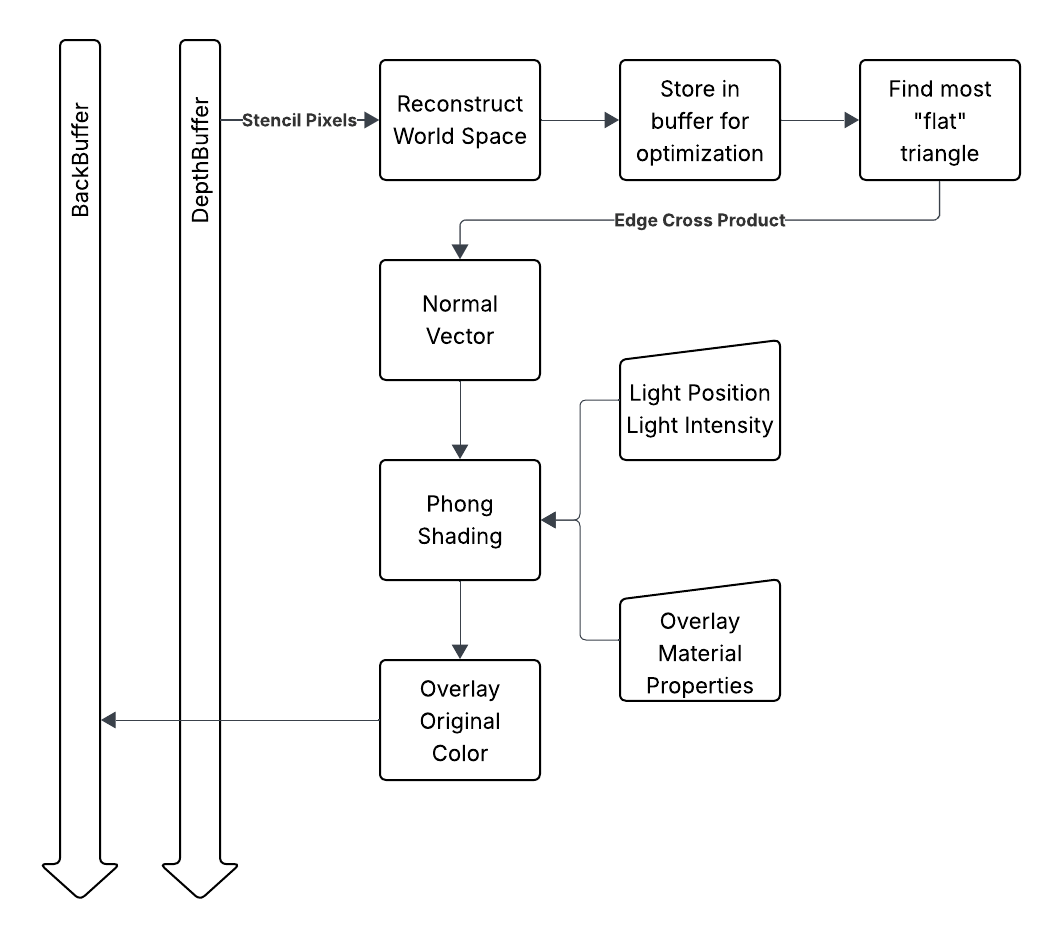 BackBuffer
DepthBuffer
Stencil Pixels
Reconstruct
World Space
Store in
buffer for
optimization
Find most
"flat"
triangle
Edge Cross Product
Normal
Vector
Light Position
Light Intensity
Phong
Shading
Overlay
Material
Properties
Overlay
Original
Color